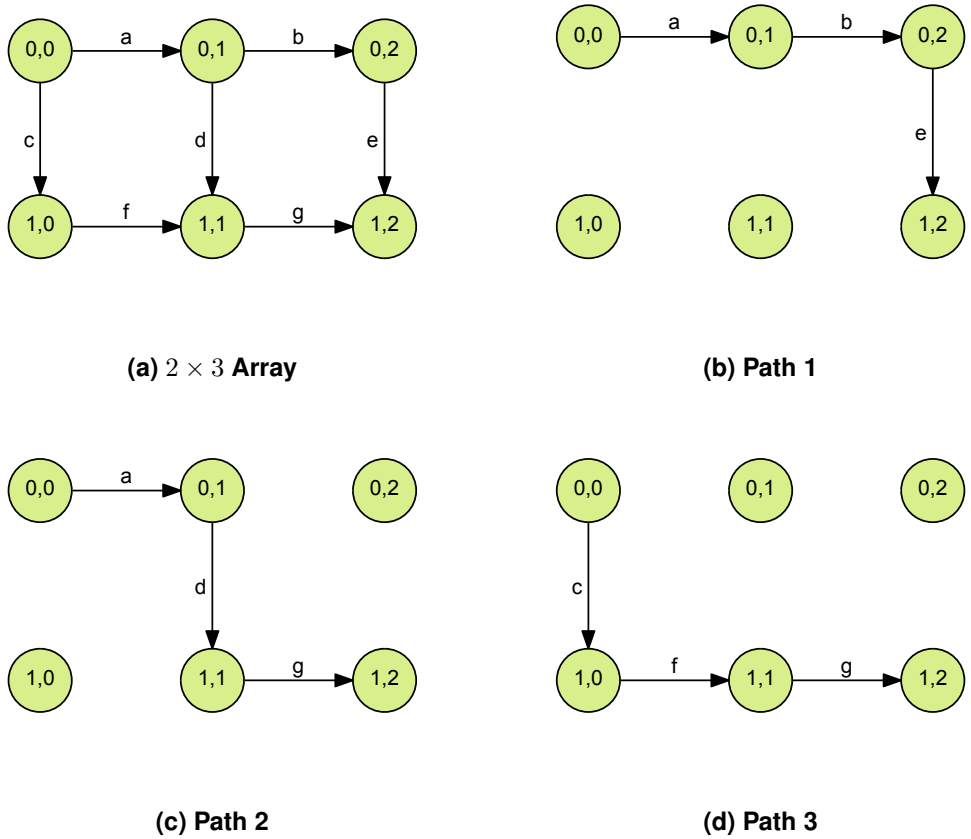 0,0 a 0,1 b 0,2
c d e
1,0 f 1,1 g 1,2
(a) 2 × 3 Array
0,0 a 0,1 b 0,2
e
1,0 1,1 1,2
(b) Path 1
0,0 a 0,1 0,2
d
1,0 1,1 g 1,2
(c) Path 2
0,0 0,1 0,2
c
1,0 f 1,1 g 1,2
(d) Path 3